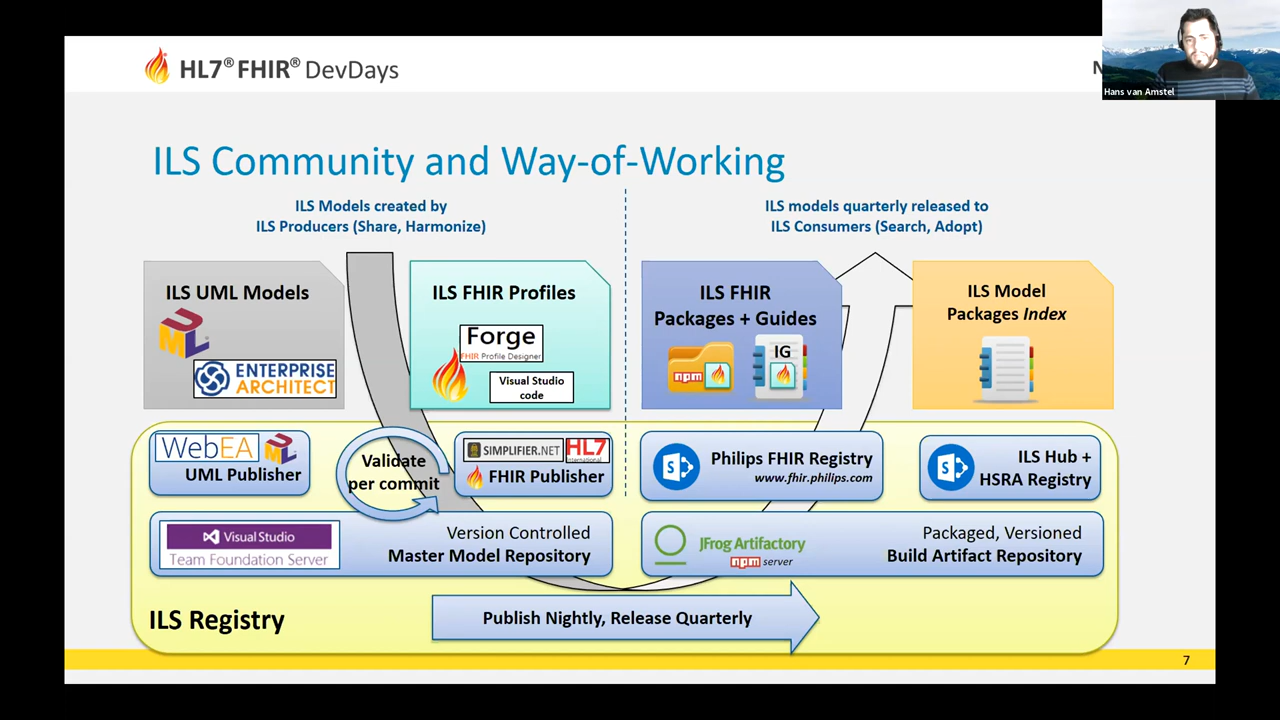 HL7® FHIR® DevDays
N
Hans van Amstel
ILS Community and Way-of-Working
ILS Models created by
ILS Producers (Share, Harmonize)
ILS models quarterly released to
ILS Consumers (Search, Adopt)
ILS UML Models
UML
ENTERPRISE
ARCHITECT
ILS FHIR Profiles
Forge
FHIR Profile Designer
Visual Studio
code
ILS FHIR
Packages + Guides
npm
IG
ILS Model
Packages Index
WebEA
UML
UML Publisher
Validate
per commit
SIMPLIFIER.NET
HL7
International
FHIR Publisher
S
Philips FHIR Registry
www.fhir.philips.com
S
ILS Hub +
HSRA Registry
Visual Studio
Team Foundation Server
Version Controlled
Master Model Repository
JFrog Artifactory
npm server
Packaged, Versioned
Build Artifact Repository
ILS Registry
Publish Nightly, Release Quarterly
7